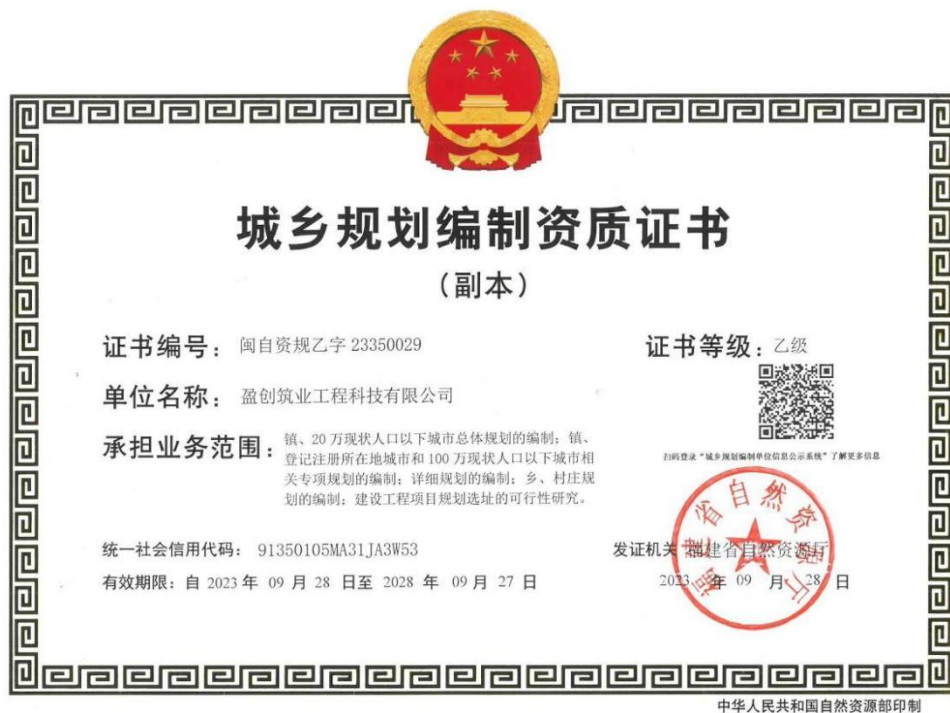 城乡规划编制资质证书
（副本）
证书编号：闽自资规乙字 23350029
证书等级：乙级
单位名称：盈创筑业工程科技有限公司
承担业务范围：镇、20 万现状人口以下城市总体规划的编制；镇、
登记注册所在地城市和 100 万现状人口以下城市相
关专项规划的编制；详细规划的编制；乡、村庄规
划的编制；建设工程项目规划选址的可行性研究。
扫码登录“城乡规划编制单位信息公示系统”了解更多信息
统一社会信用代码：91350105MA31JA3W53
发证机关 福建省自然资源厅
有效期限：自 2023 年 09 月 28 日至 2028 年 09 月 27 日
2023 年 09 月 28 日
福建省自然资源厅
中华人民共和国自然资源部印制